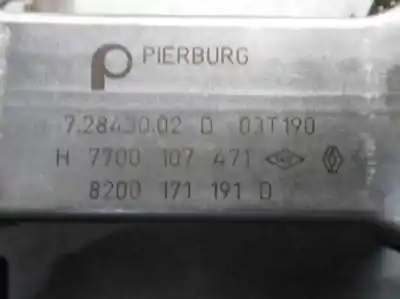 PIERBURG
7.28430.02 D 03T190
H 7700 107 471
8200 171 191 D